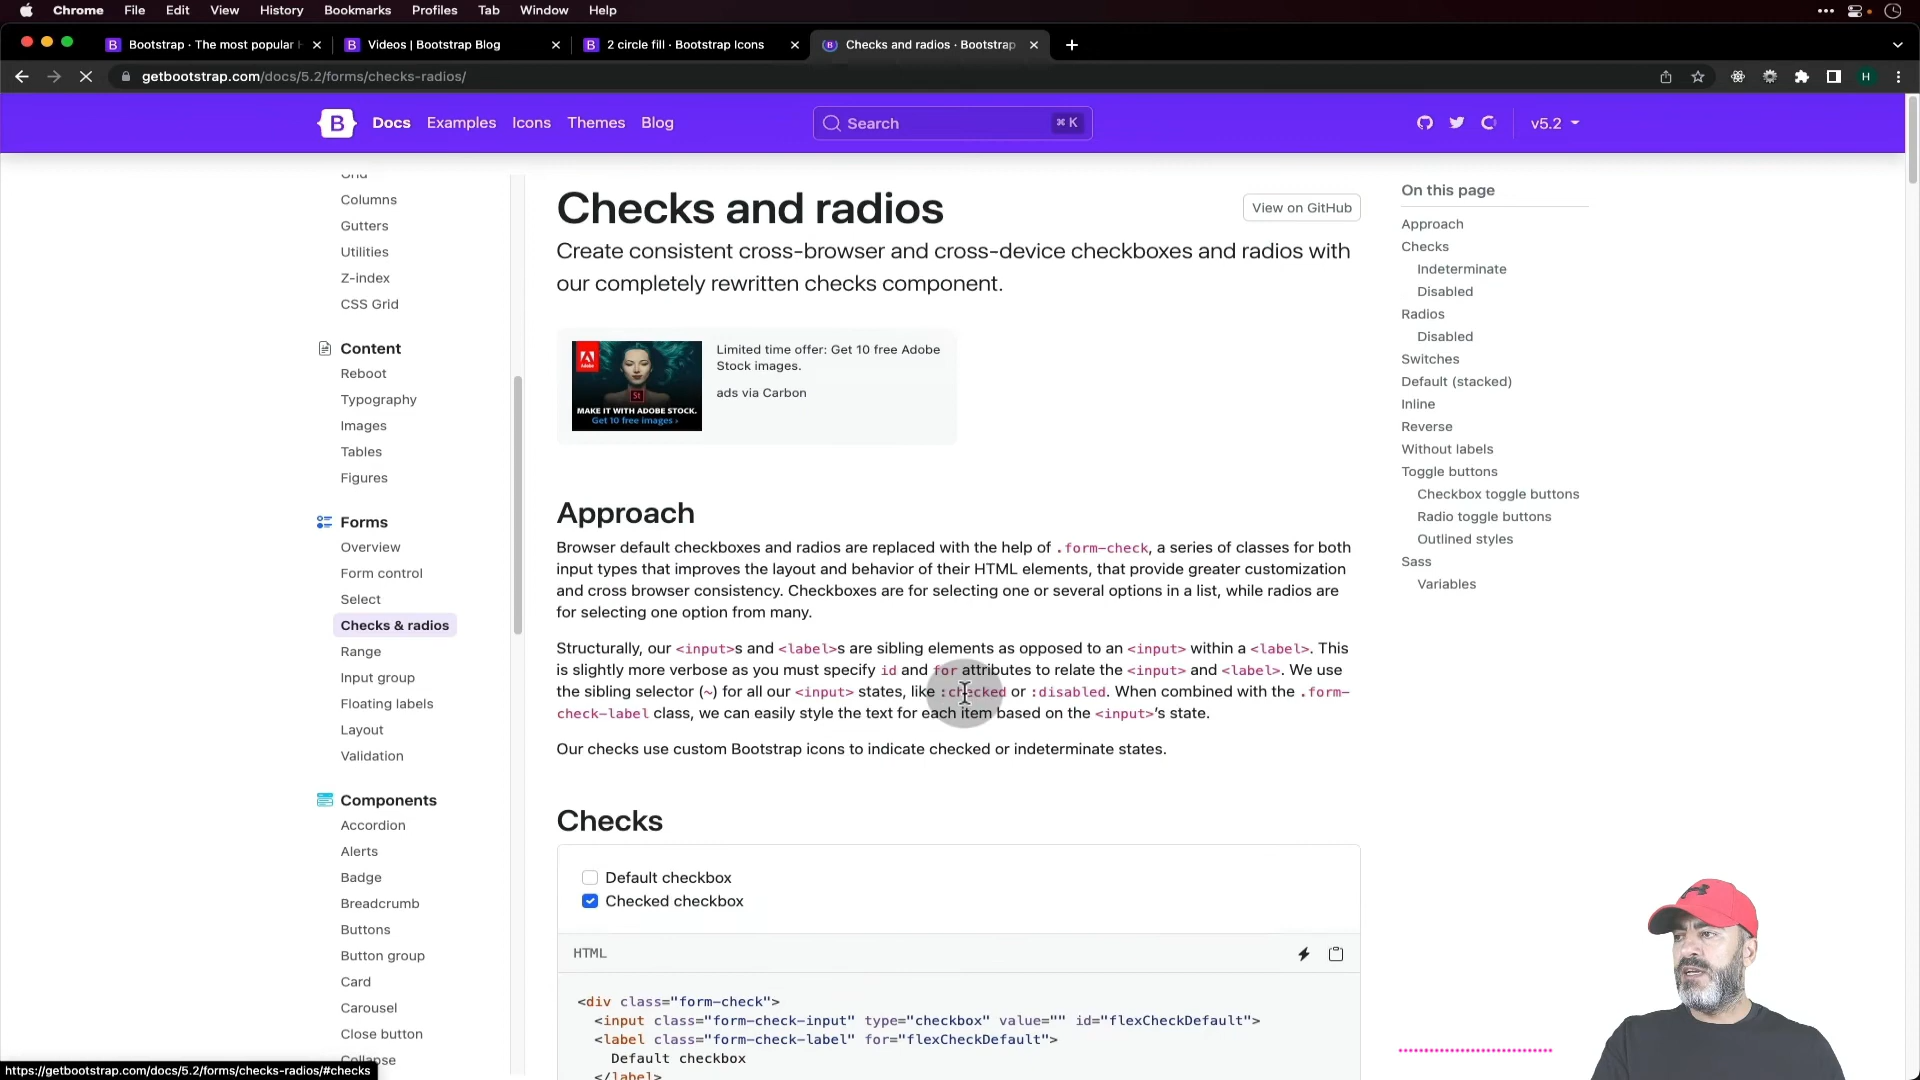 Chrome File Edit View History Bookmarks Profiles Tab Window Help
Bootstrap · The most popular H
Videos | Bootstrap Blog
2 circle fill · Bootstrap Icons
Checks and radios · Bootstrap
getbootstrap.com/docs/5.2/forms/checks-radios/
H
B Docs Examples Icons Themes Blog
Search ⌘ K
v5.2
Grid
Columns
Gutters
Utilities
Z-index
CSS Grid
Content
Reboot
Typography
Images
Tables
Figures
Forms
Overview
Form control
Select
Checks & radios
Range
Input group
Floating labels
Layout
Validation
Components
Accordion
Alerts
Badge
Breadcrumb
Buttons
Button group
Card
Carousel
Close button
Collapse
Checks and radios
View on GitHub
Create consistent cross-browser and cross-device checkboxes and radios with
our completely rewritten checks component.
Adobe
St
MAKE IT WITH ADOBE STOCK.
Get 10 free images ›
Limited time offer: Get 10 free Adobe
Stock images.
ads via Carbon
Approach
Browser default checkboxes and radios are replaced with the help of .form-check, a series of classes for both
input types that improves the layout and behavior of their HTML elements, that provide greater customization
and cross browser consistency. Checkboxes are for selecting one or several options in a list, while radios are
for selecting one option from many.
Structurally, our <input>s and <label>s are sibling elements as opposed to an <input> within a <label>. This
is slightly more verbose as you must specify id and for attributes to relate the <input> and <label>. We use
the sibling selector (~) for all our <input> states, like :checked or :disabled. When combined with the .form-
check-label class, we can easily style the text for each item based on the <input>'s state.
Our checks use custom Bootstrap icons to indicate checked or indeterminate states.
Checks
Default checkbox
Checked checkbox
HTML
<div class="form-check">
<input class="form-check-input" type="checkbox" value="" id="flexCheckDefault">
<label class="form-check-label" for="flexCheckDefault">
Default checkbox
</label>
On this page
Approach
Checks
Indeterminate
Disabled
Radios
Disabled
Switches
Default (stacked)
Inline
Reverse
Without labels
Toggle buttons
Checkbox toggle buttons
Radio toggle buttons
Outlined styles
Sass
Variables
https://getbootstrap.com/docs/5.2/forms/checks-radios/#checks